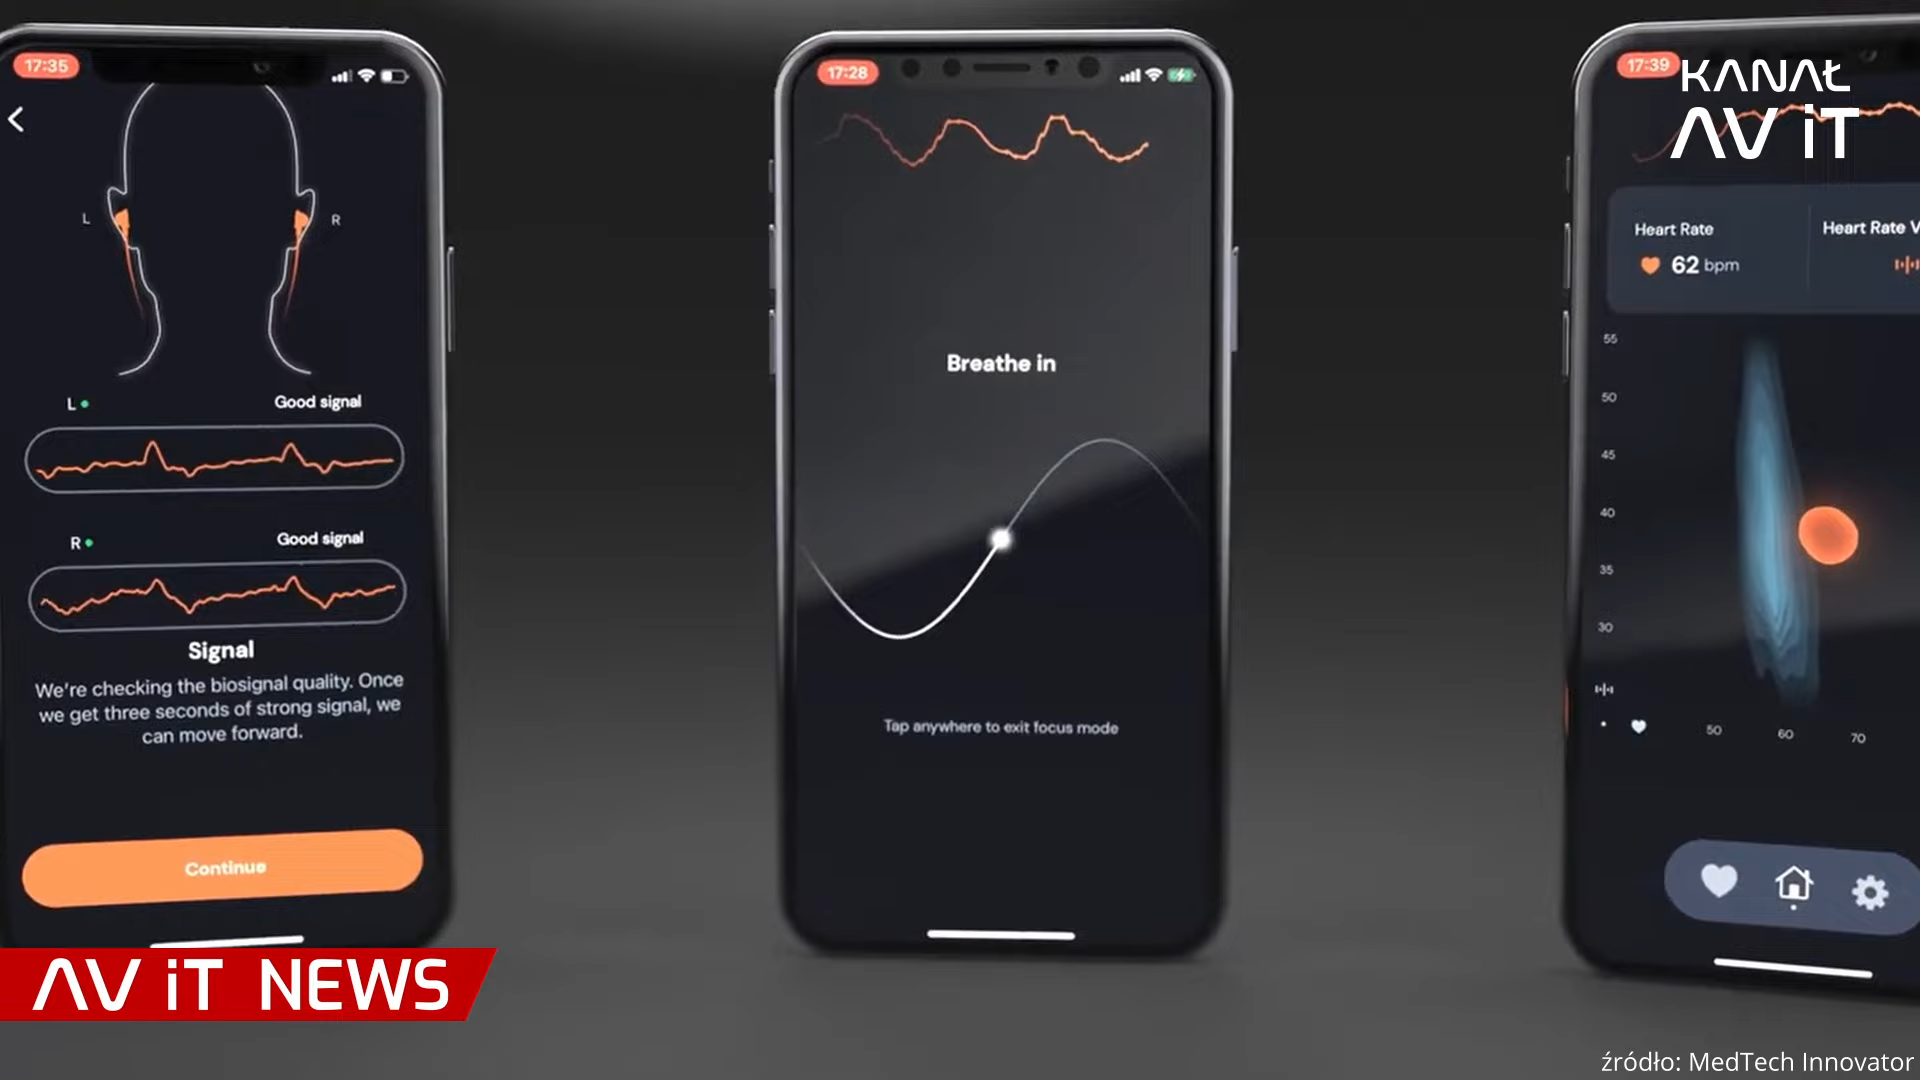 17:35
L
R
L
Good signal
R
Good signal
Signal
We're checking the biosignal quality. Once
we get three seconds of strong signal, we
can move forward.
Continue
17:28
Breathe in
Tap anywhere to exit focus mode
17:39
KANAŁ
AV iT
Heart Rate
62 bpm
Heart Rate V
55
50
45
40
35
30
50
60
70
AV iT NEWS
źródło: MedTech Innovator